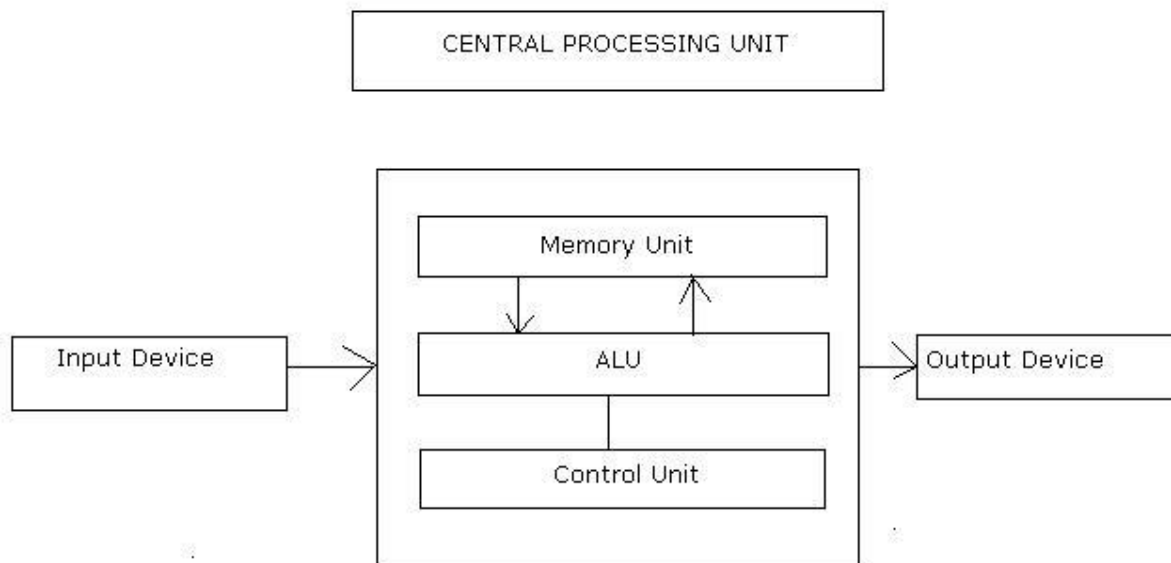 CENTRAL PROCESSING UNIT
Memory Unit
Input Device
ALU
Output Device
Control Unit